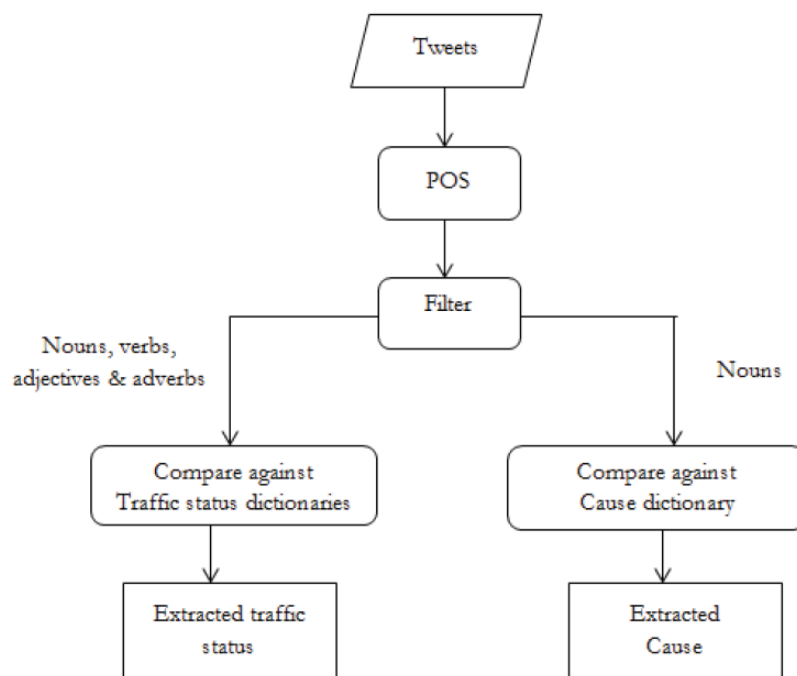 Tweets
POS
Filter
Nouns, verbs,
adjectives & adverbs
Nouns
Compare against
Traffic status dictionaries
Compare against
Cause dictionary
Extracted traffic
status
Extracted
Cause